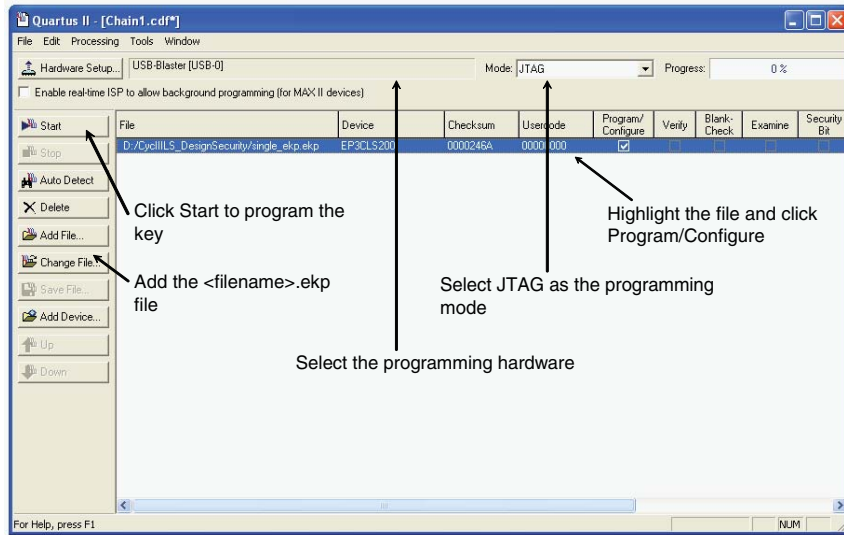 Quartus II - [Chain1.cdf*]
File Edit Processing Tools Window
Hardware Setup... USB-Blaster [USB-0] Mode: JTAG Progress: 0 %
Enable real-time ISP to allow background programming (for MAX II devices)
Start
Stop
Auto Detect
Delete
Add File...
Change File...
Save File...
Add Device...
Up
Down
File Device Checksum Usercode Program/ Configure Verify Blank- Check Examine Security Bit
D:/CycIIILS_DesignSecurity/single_ekp.ekp EP3CLS200 0000246A 00000000
Click Start to program the
key
Add the <filename>.ekp
file
Highlight the file and click
Program/Configure
Select JTAG as the programming
mode
Select the programming hardware
For Help, press F1 NUM